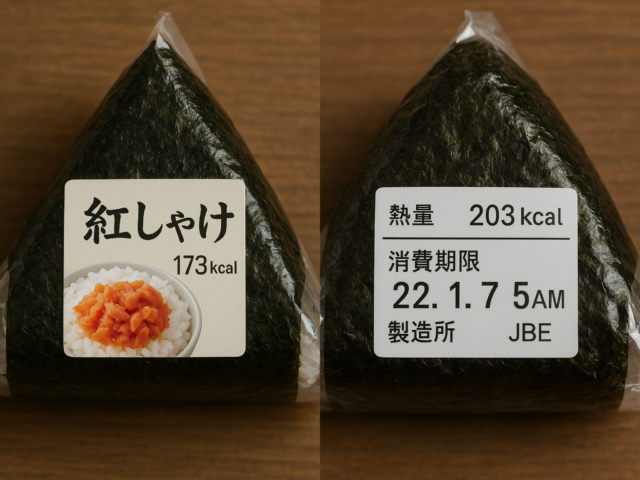 紅しゃけ
173kcal
熱量 203kcal
消費期限
22.1.7 5AM
製造所 JBE